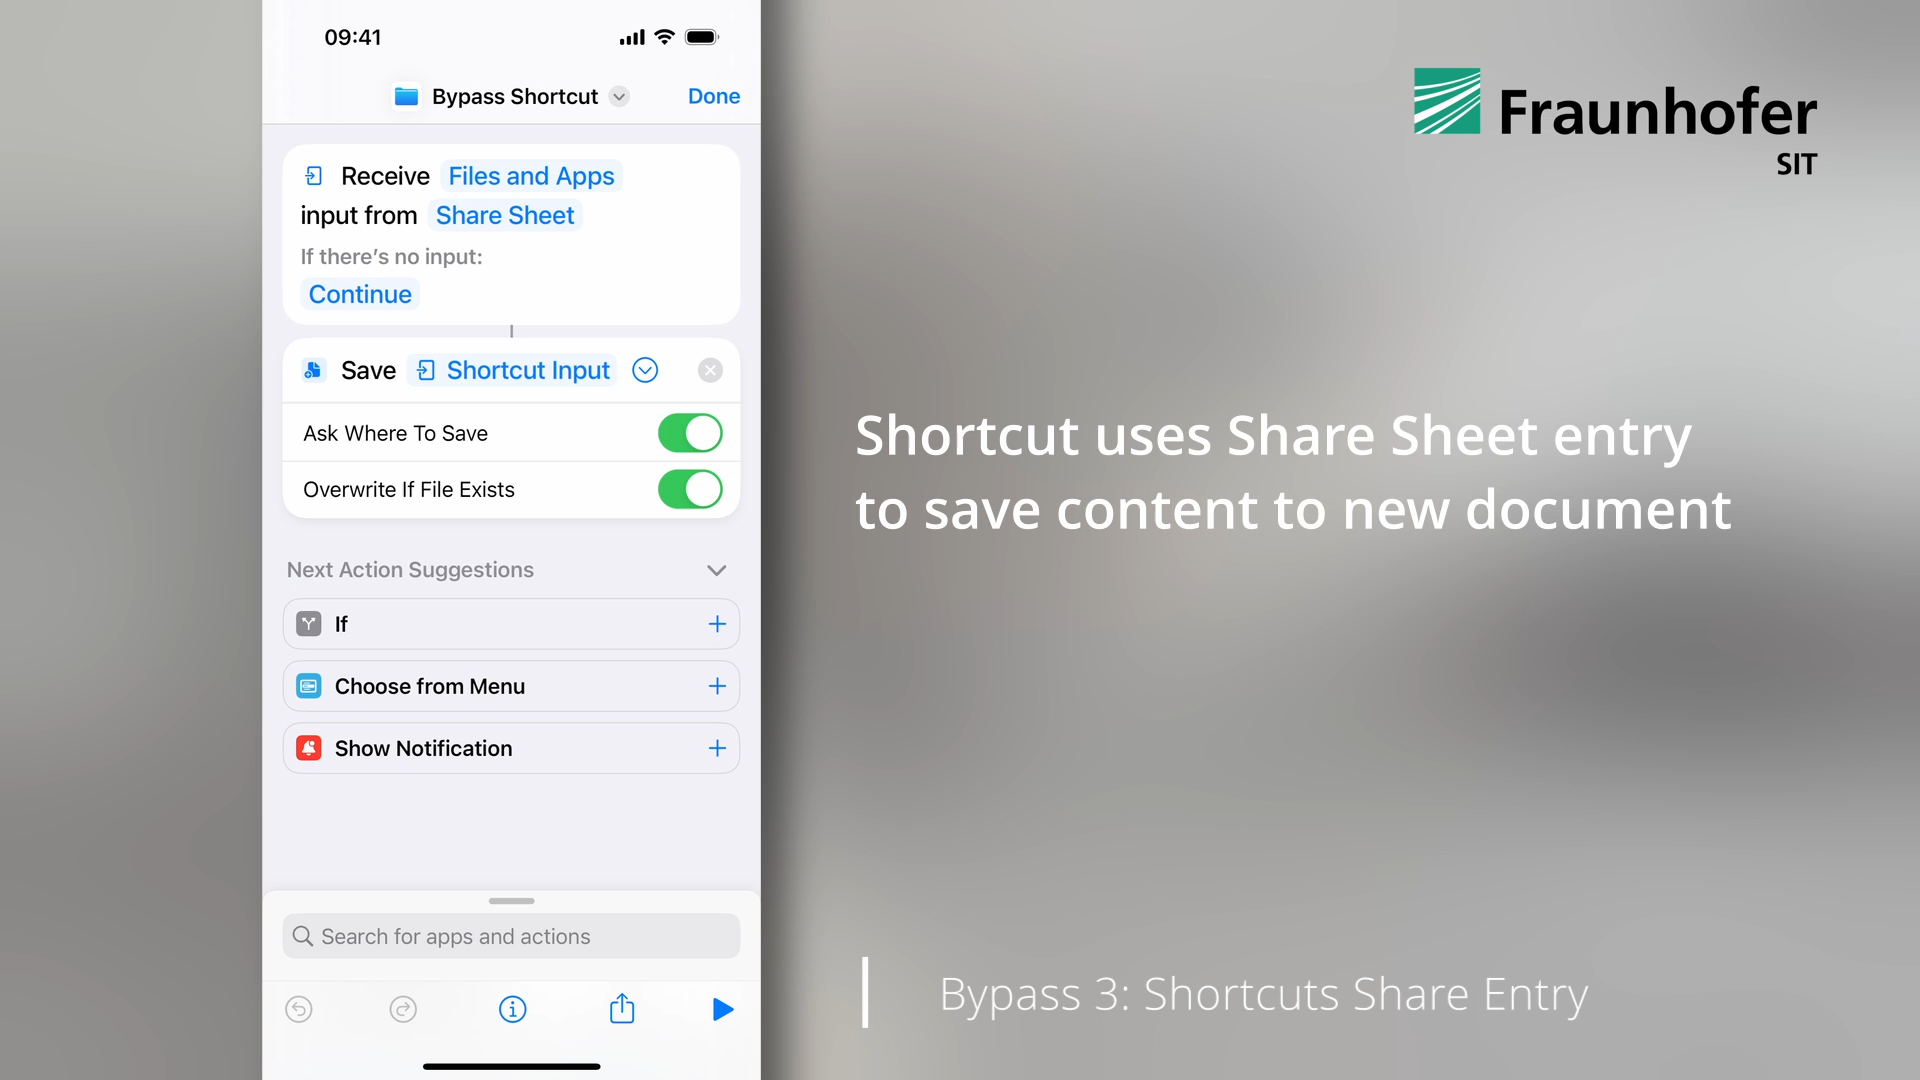 09:41
Bypass Shortcut
Done
Receive Files and Apps
input from Share Sheet
If there’s no input:
Continue
Save Shortcut Input
Ask Where To Save
Overwrite If File Exists
Next Action Suggestions
If
Choose from Menu
Show Notification
Search for apps and actions
Fraunhofer
SIT
Shortcut uses Share Sheet entry
to save content to new document
Bypass 3: Shortcuts Share Entry